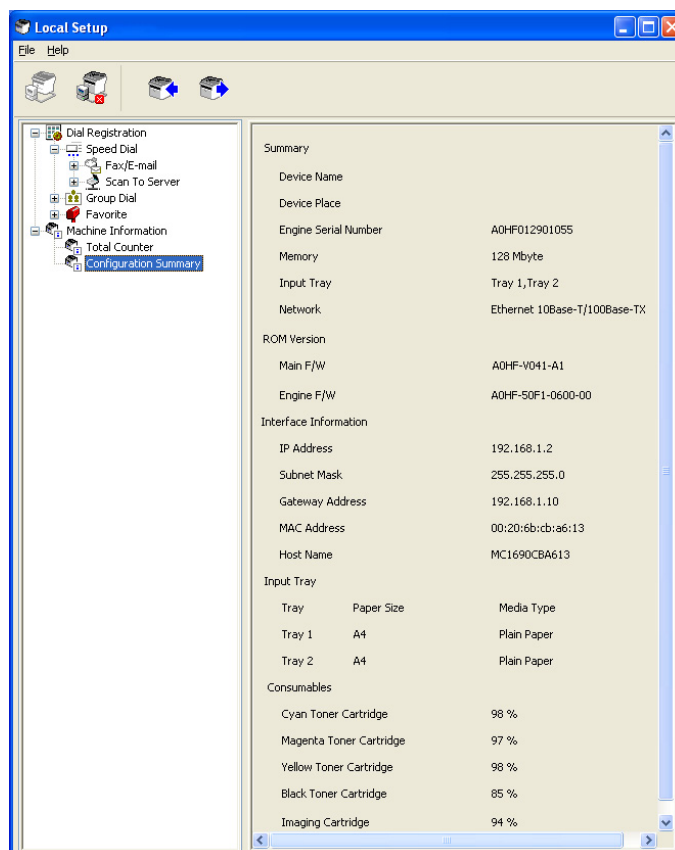 Local Setup
File Help
Dial Registration
Speed Dial
Fax/E-mail
Scan To Server
Group Dial
Favorite
Machine Information
Total Counter
Configuration Summary
Summary
Device Name
Device Place
Engine Serial Number A0HF012901055
Memory 128 Mbyte
Input Tray Tray 1,Tray 2
Network Ethernet 10Base-T/100Base-TX
ROM Version
Main F/W A0HF-V041-A1
Engine F/W A0HF-50F1-0600-00
Interface Information
IP Address 192.168.1.2
Subnet Mask 255.255.255.0
Gateway Address 192.168.1.10
MAC Address 00:20:6b:cb:a6:13
Host Name MC1690CBA613
Input Tray
Tray Paper Size Media Type
Tray 1 A4 Plain Paper
Tray 2 A4 Plain Paper
Consumables
Cyan Toner Cartridge 98 %
Magenta Toner Cartridge 97 %
Yellow Toner Cartridge 98 %
Black Toner Cartridge 85 %
Imaging Cartridge 94 %